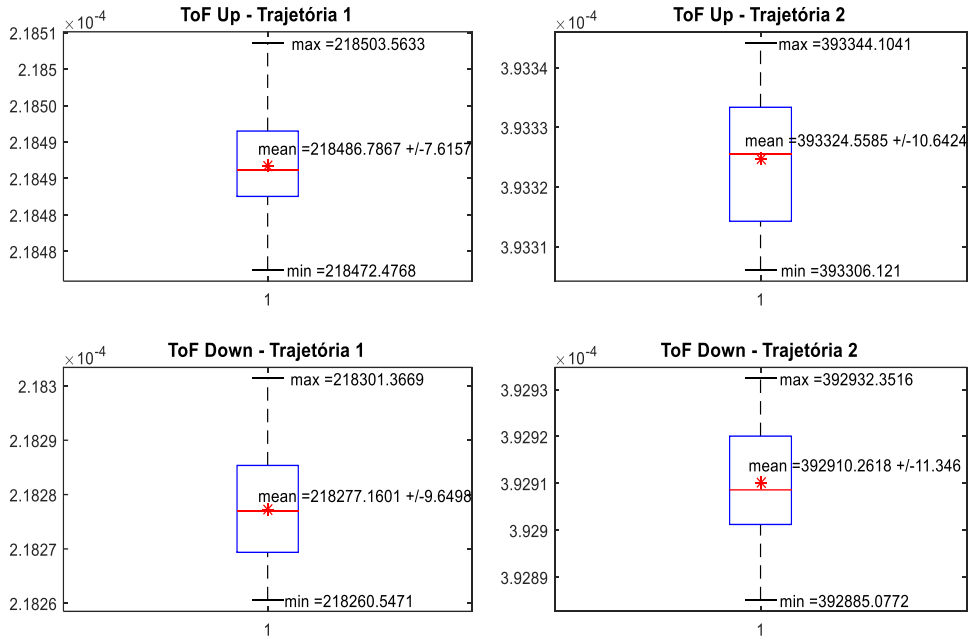 ToF Up - Trajetória 1
×10⁻⁴
2.1851
2.185
2.1850
2.1849
2.1849
2.1848
2.1848
max =218503.5633
mean =218486.7867 +/-7.6157
min =218472.4768
1
ToF Up - Trajetória 2
×10⁻⁴
3.9334
3.9333
3.9332
3.9331
max =393344.1041
mean =393324.5585 +/-10.6424
min =393306.121
1
ToF Down - Trajetória 1
×10⁻⁴
2.183
2.1829
2.1828
2.1827
2.1826
max =218301.3669
mean =218277.1601 +/-9.6498
min =218260.5471
1
ToF Down - Trajetória 2
×10⁻⁴
3.9293
3.9292
3.9291
3.929
3.9289
max =392932.3516
mean =392910.2618 +/-11.346
min =392885.0772
1